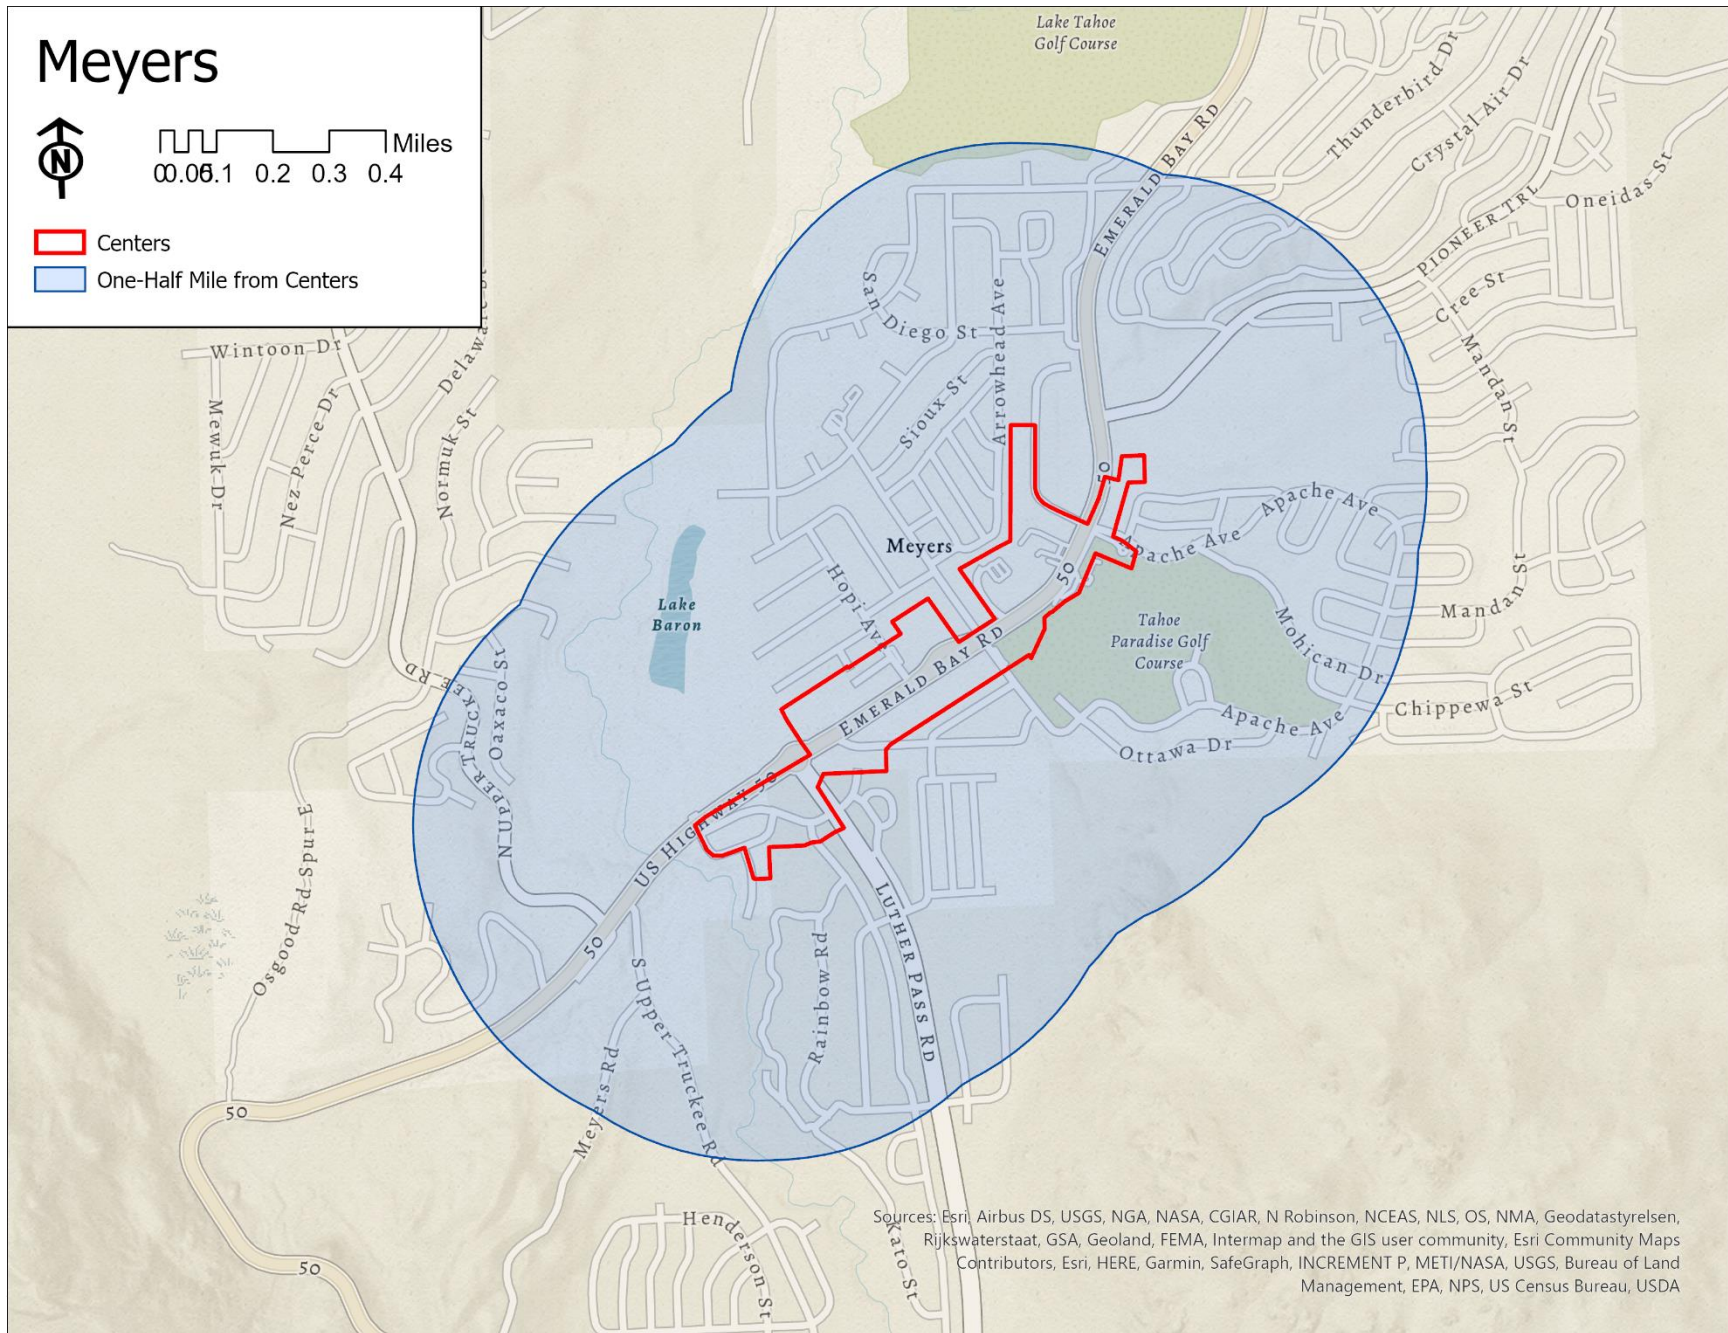 Meyers
N
Miles
0 0.05 0.1 0.2 0.3 0.4
Centers
One-Half Mile from Centers
Lake Tahoe
Golf Course
EMERALD BAY RD
Thunderbird Dr
Crystal Air Dr
Oneidas St
PIONEER TRL
Cree St
Mandan St
San Diego St
Arrowhead Ave
Sioux St
Wintoon Dr
Delaware St
Mewuk Dr
Nez Perce Dr
Normuk St
50
Apache Ave
Apache Ave
Meyers
50
Hopi Ave
Lake
Baron
Tahoe
Paradise Golf
Course
Mandan St
Mohican Dr
EMERALD BAY RD
Chippewa St
Apache Ave
Ottawa Dr
N UPPER TRUCKEE RD
Oaxaco St
US HIGHWAY 50
Osgood Rd Spur E
LUTHER PASS RD
Rainbow Rd
50
S Upper Truckee Rd
Meyers Rd
50
50
Henderson St
Kato St
Sources: Esri, Airbus DS, USGS, NGA, NASA, CGIAR, N Robinson, NCEAS, NLS, OS, NMA, Geodatastyrelsen,
Rijkswaterstaat, GSA, Geoland, FEMA, Intermap and the GIS user community, Esri Community Maps
Contributors, Esri, HERE, Garmin, SafeGraph, INCREMENT P, METI/NASA, USGS, Bureau of Land
Management, EPA, NPS, US Census Bureau, USDA